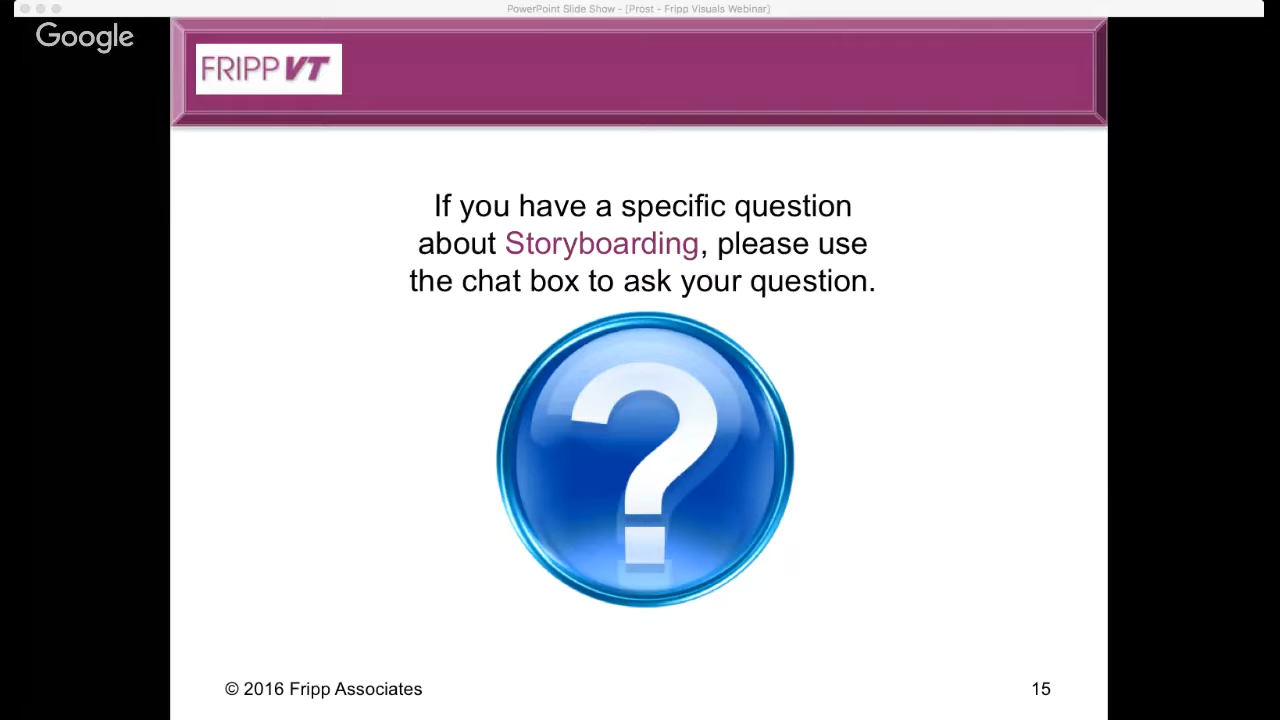 PowerPoint Slide Show - [Prost - Fripp Visuals Webinar]
Google
FRIPP VT
If you have a specific question
about Storyboarding, please use
the chat box to ask your question.
?
© 2016 Fripp Associates
15